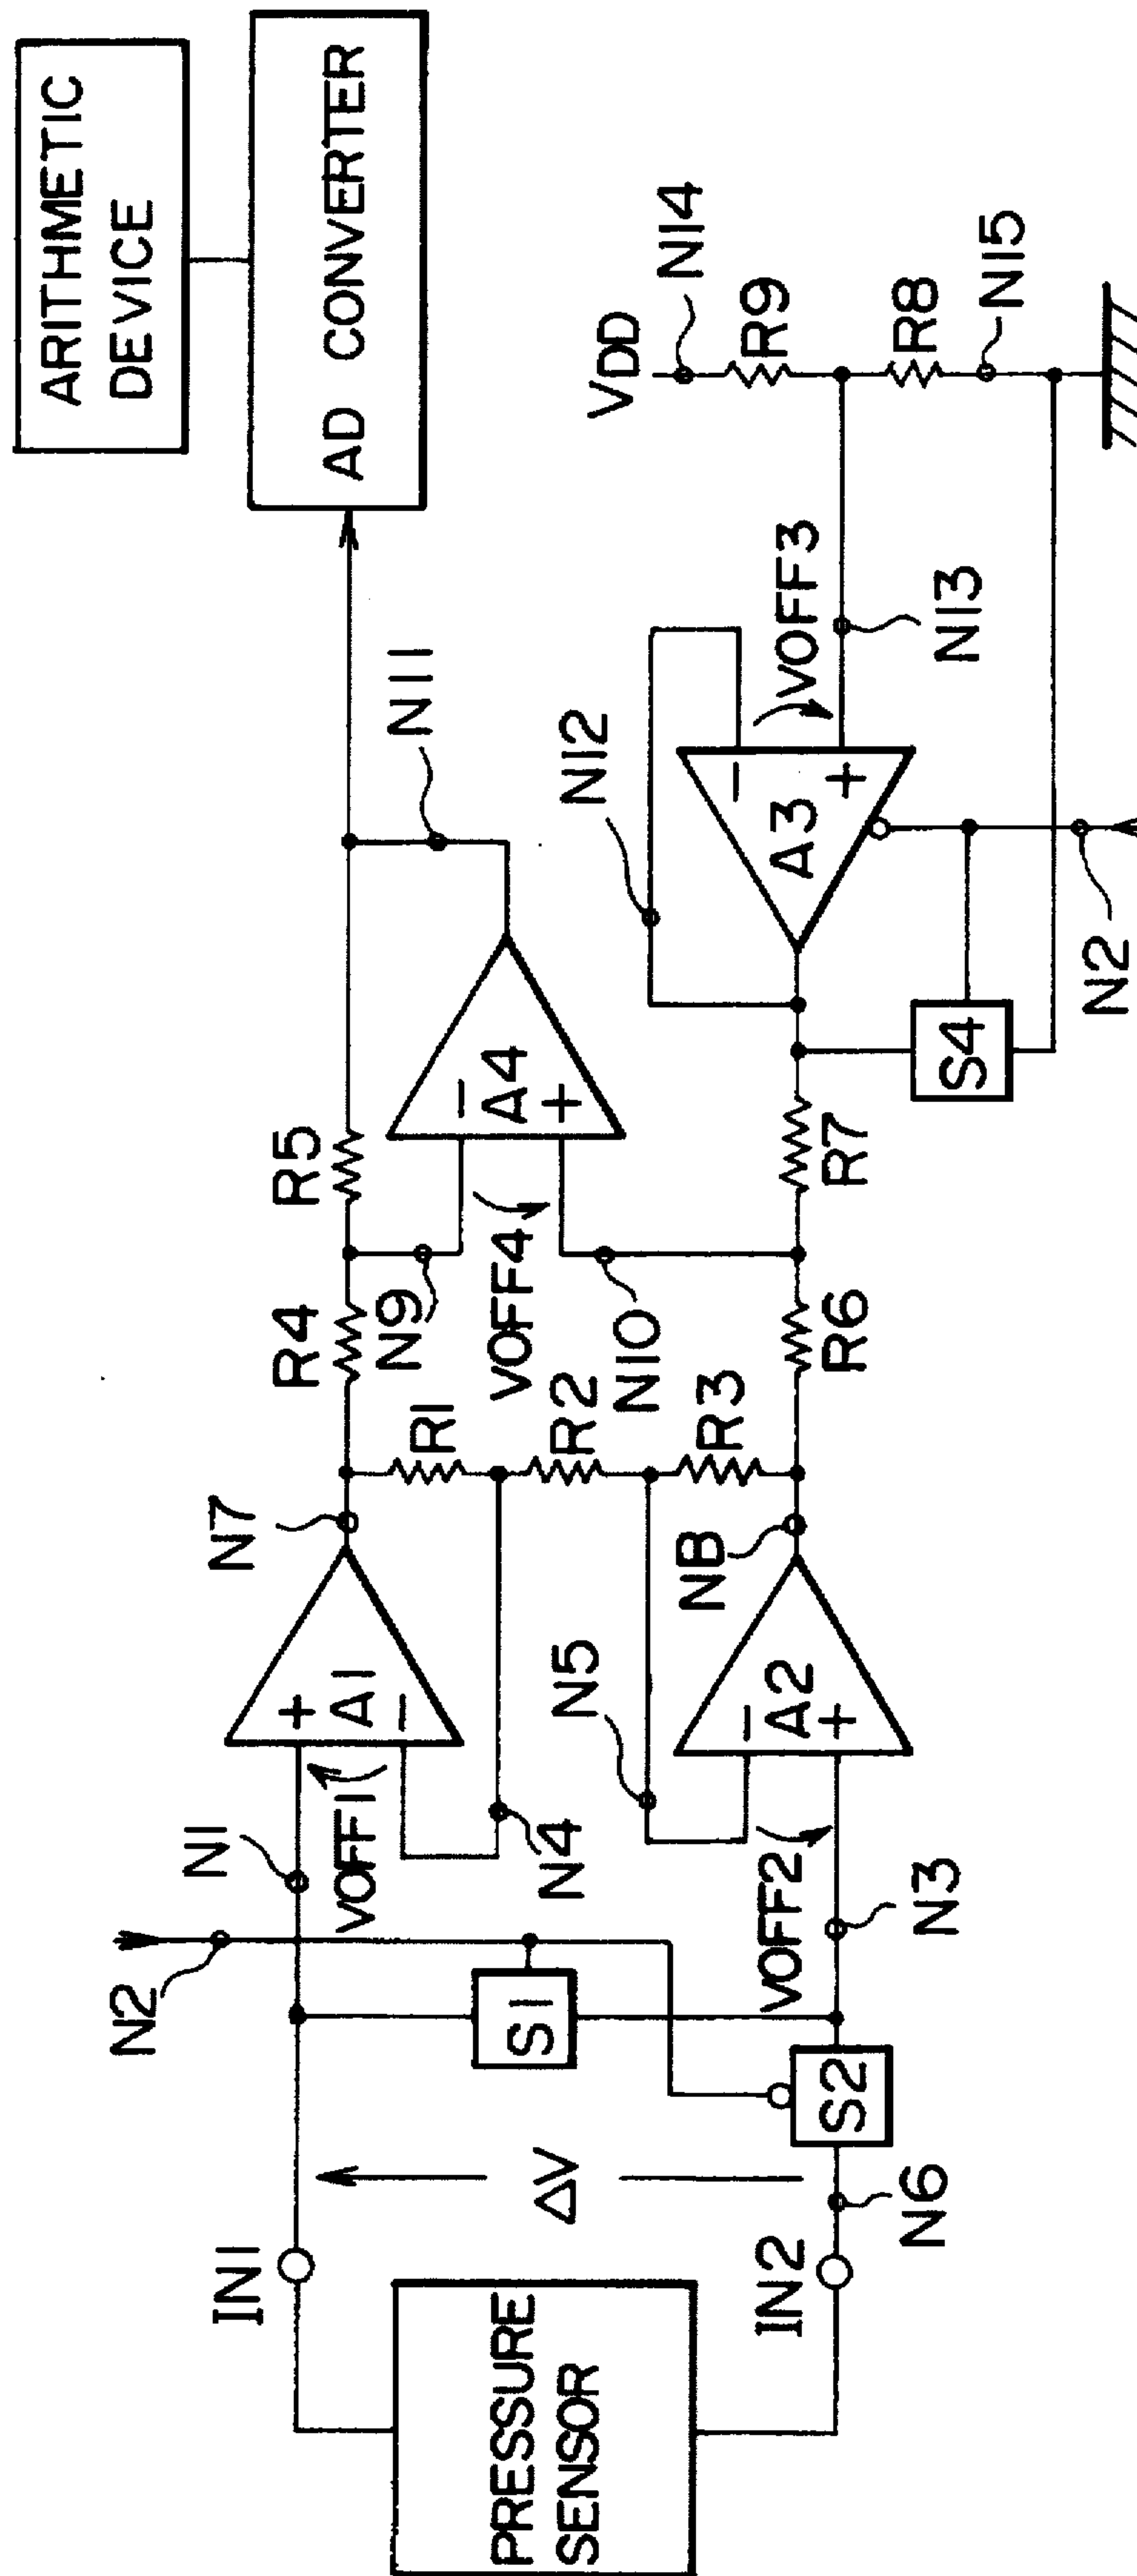 ARITHMETIC
DEVICE
AD CONVERTER
N11
R5
R4
N9
A4
−
+
VOFF4
N10
R1
R2
R3
N7
+
A1
−
N1
VOFF1
N4
N5
NB
−
A2
+
VOFF2
N3
N2
S1
S2
ΔV
IN1
IN2
N6
PRESSURE
SENSOR
R6
R7
N12
−
A3
+
VOFF3
N13
VDD
N14
R9
R8
N15
S4
N2